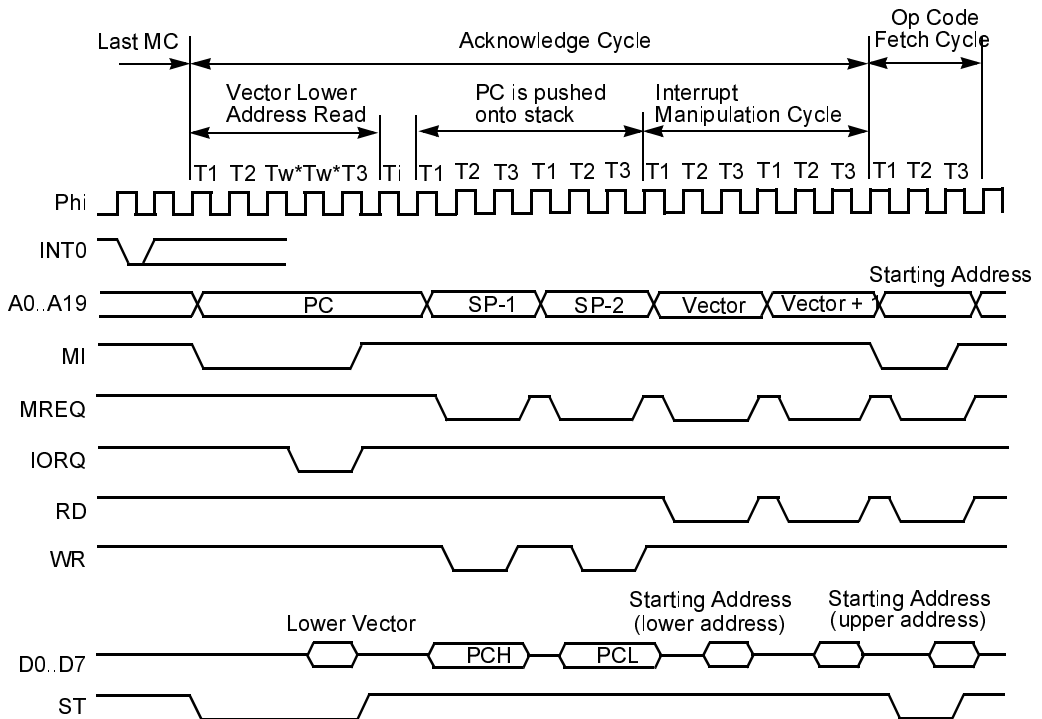 Op Code
Last MC Acknowledge Cycle Fetch Cycle
Vector Lower PC is pushed Interrupt
Address Read onto stack Manipulation Cycle
T1 T2 Tw* Tw* T3 Ti T1 T2 T3 T1 T2 T3 T1 T2 T3 T1 T2 T3 T1 T2 T3
Phi
INT0
Starting Address
A0..A19 PC SP-1 SP-2 Vector Vector + 1
MI
MREQ
IORQ
RD
WR
Starting Address Starting Address
Lower Vector (lower address) (upper address)
D0..D7 PCH PCL
ST